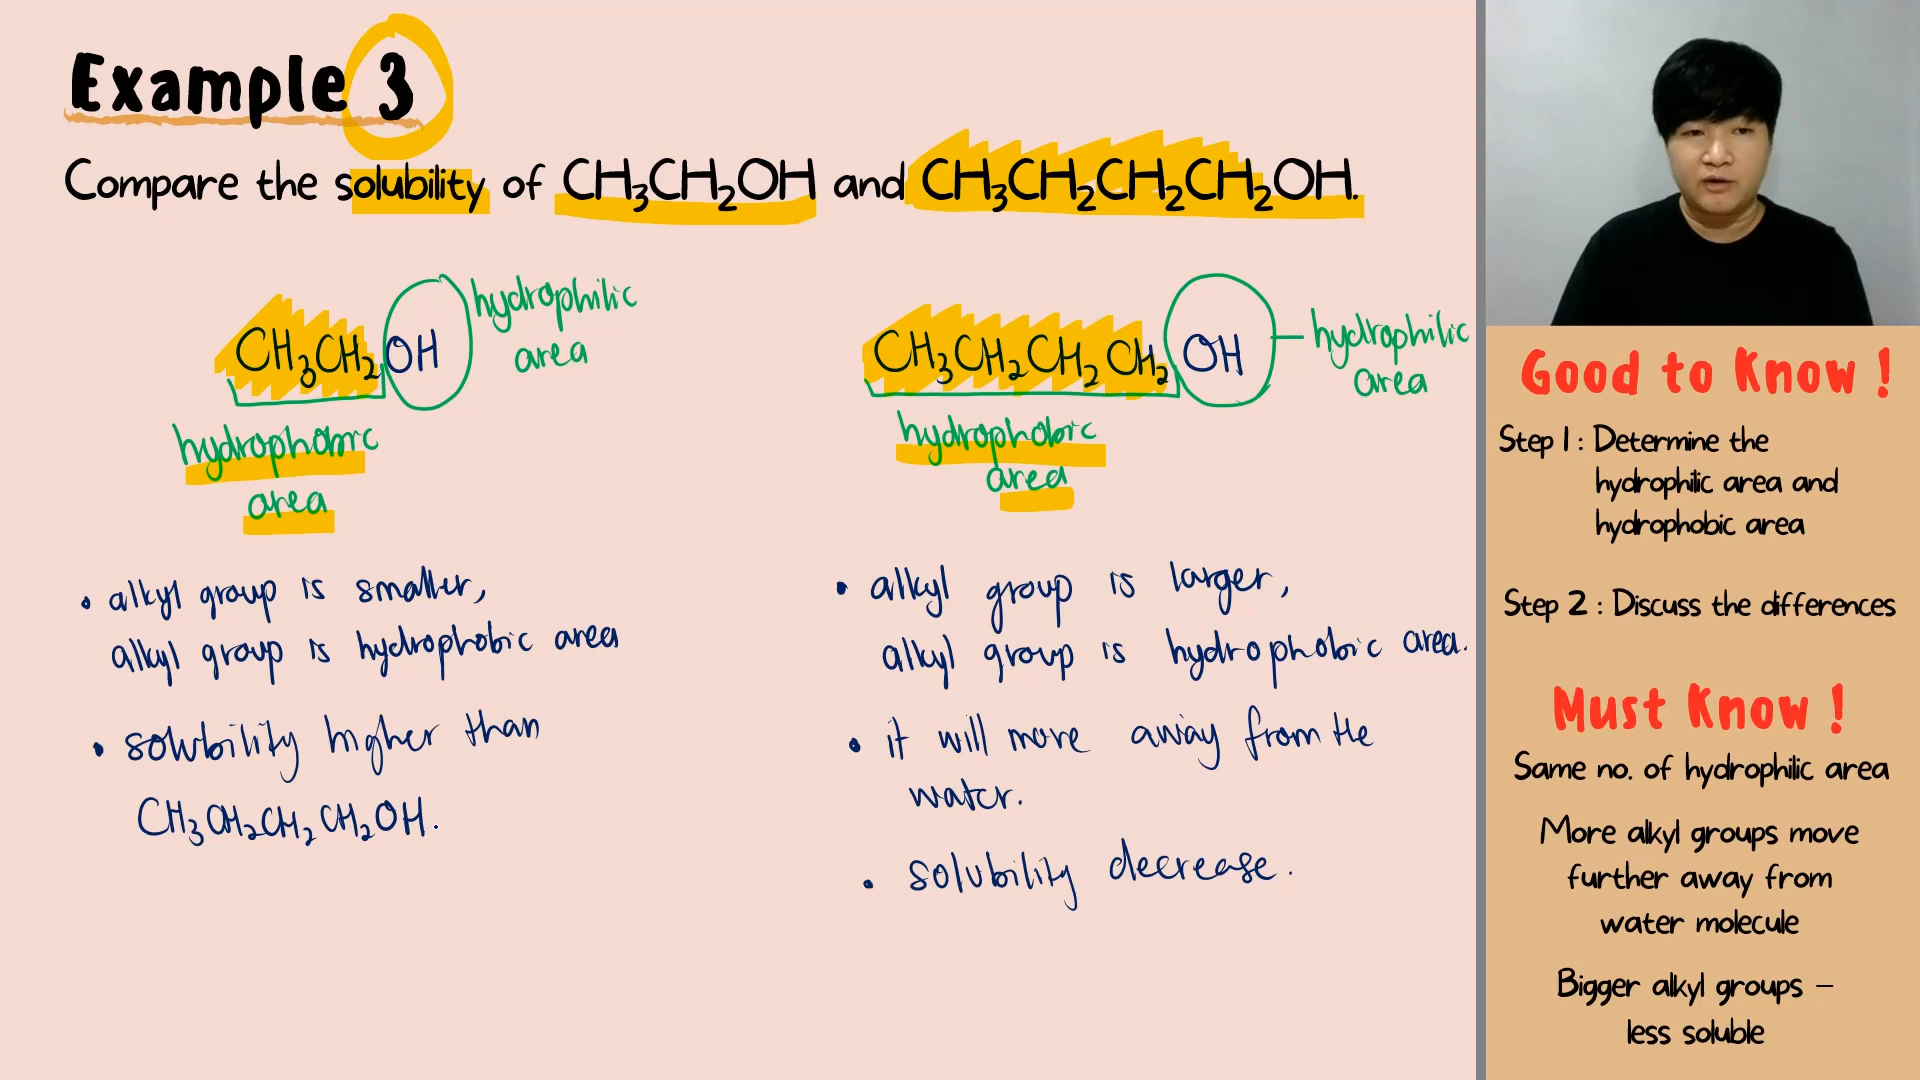 Example 3
Compare the solubility of CH₃CH₂OH and CH₃CH₂CH₂CH₂OH.
CH₃CH₂OH
hydrophilic
area
hydrophobic
area
• alkyl group is smaller,
alkyl group is hydrophobic area
• solubility higher than
CH₃CH₂CH₂CH₂OH.
CH₃CH₂CH₂CH₂OH
hydrophilic
area
hydrophobic
area
• alkyl group is larger,
alkyl group is hydrophobic area.
• it will move away from the
water.
• solubility decrease.
Good to Know !
Step 1 : Determine the
hydrophilic area and
hydrophobic area
Step 2 : Discuss the differences
Must Know !
Same no. of hydrophilic area
More alkyl groups move
further away from
water molecule
Bigger alkyl groups –
less soluble